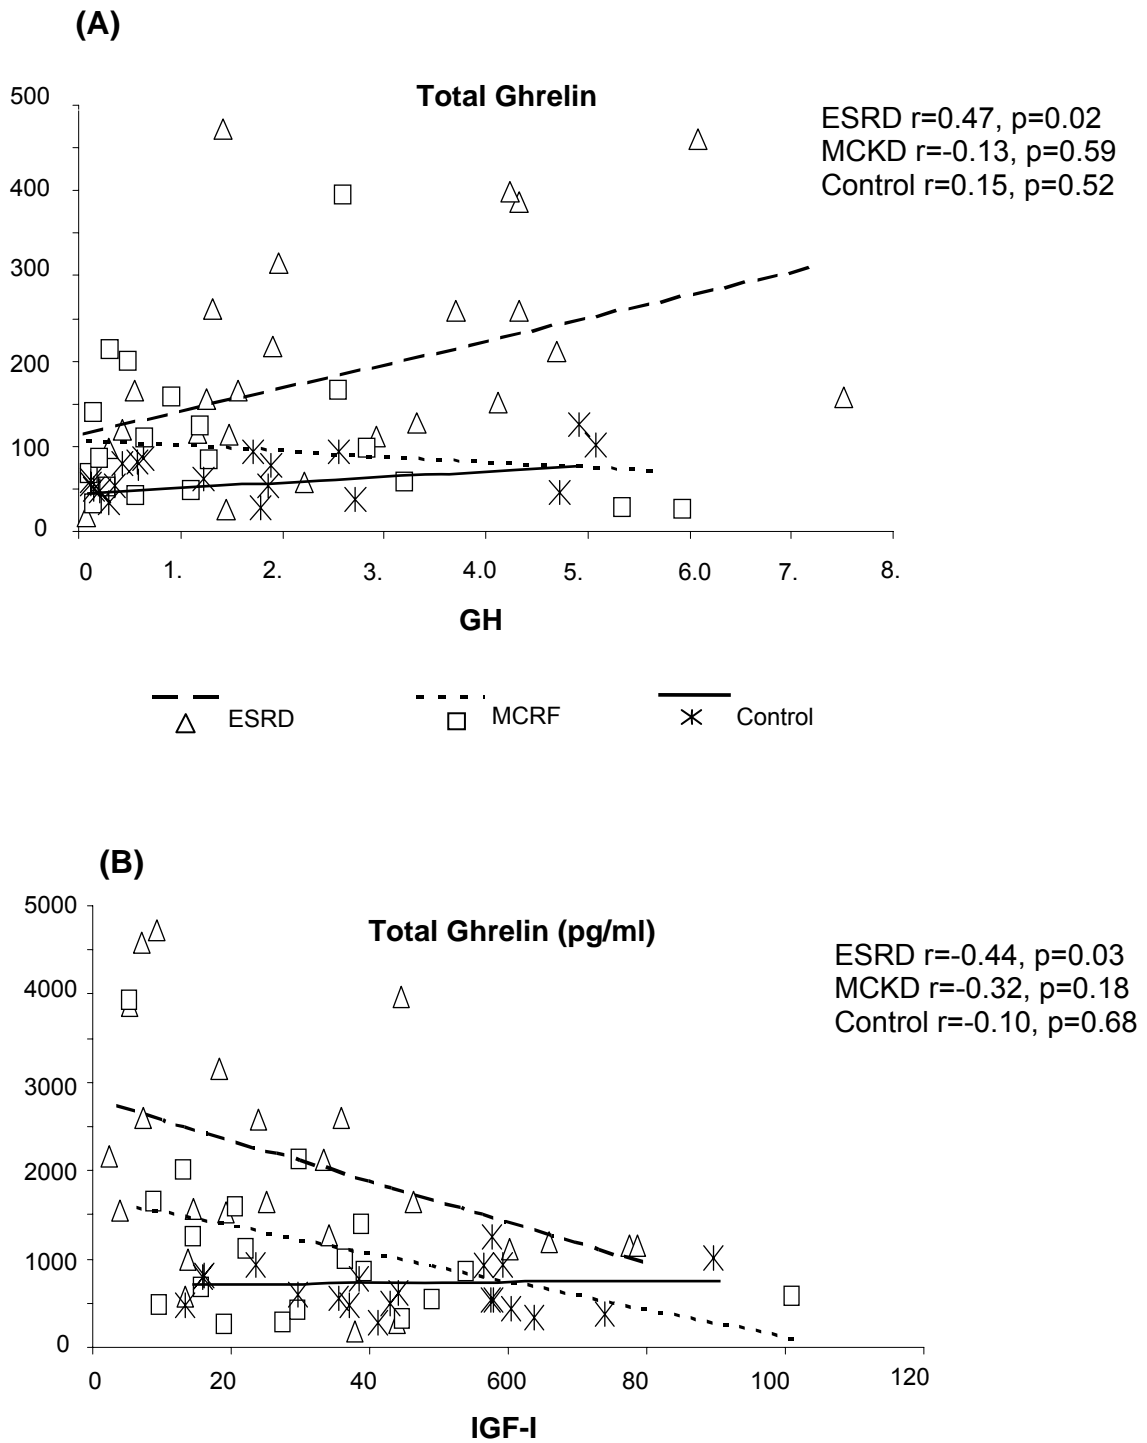 (A)
Total Ghrelin
ESRD r=0.47, p=0.02
MCKD r=-0.13, p=0.59
Control r=0.15, p=0.52
500
400
300
200
100
0
0 1. 2. 3. 4.0 5. 6.0 7. 8.
GH
ESRD MCRF Control
(B)
Total Ghrelin (pg/ml)
ESRD r=-0.44, p=0.03
MCKD r=-0.32, p=0.18
Control r=-0.10, p=0.68
5000
4000
3000
2000
1000
0
0 20 40 600 80 100 120
IGF-I